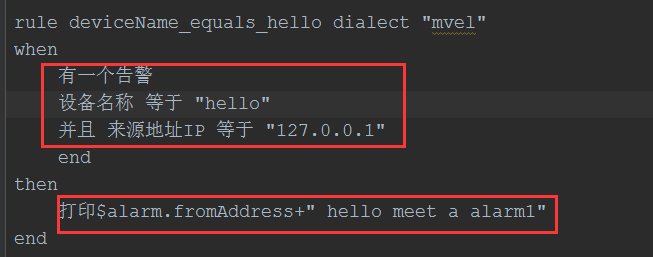 rule deviceName_equals_hello dialect "mvel"
when
有一个告警
设备名称 等于 "hello"
并且 来源地址IP 等于 "127.0.0.1"
end
then
打印$alarm.fromAddress+" hello meet a alarm1"
end